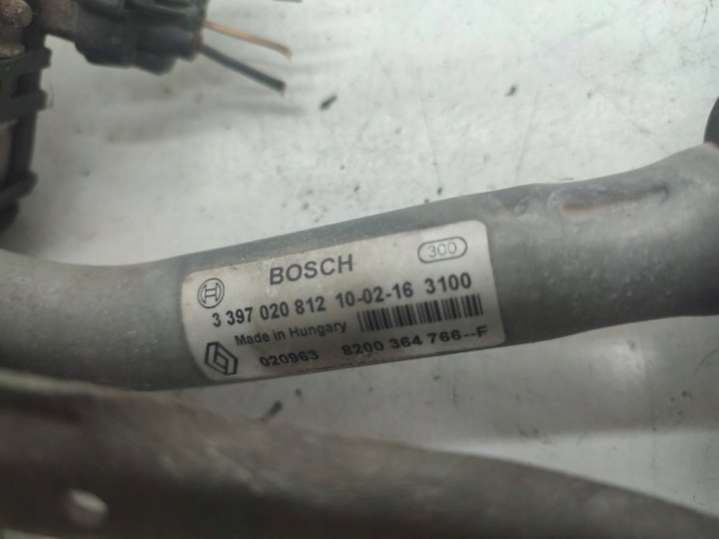 BOSCH 300
3 397 020 812 10-02-16 3100
Made in Hungary
020963 8200 364 766--F